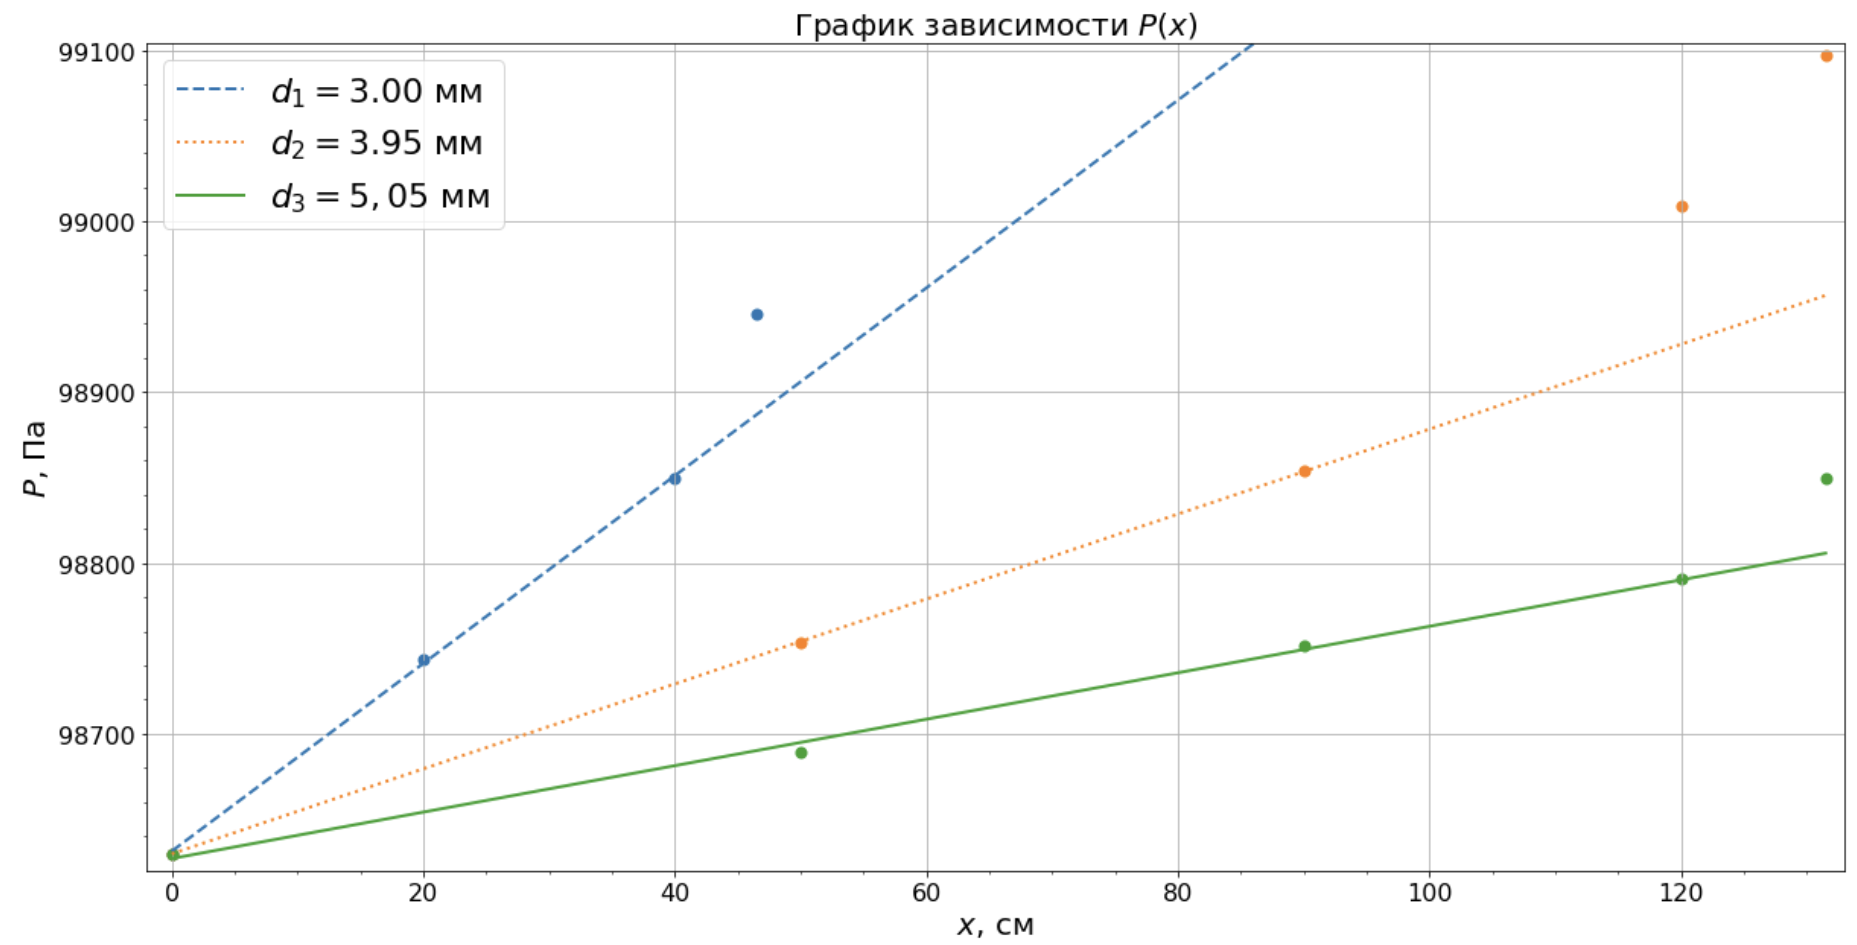 График зависимости P(x)
99100
99000
98900
98800
98700
P, Па
d₁ = 3.00 мм
d₂ = 3.95 мм
d₃ = 5, 05 мм
0 20 40 60 80 100 120
x, см